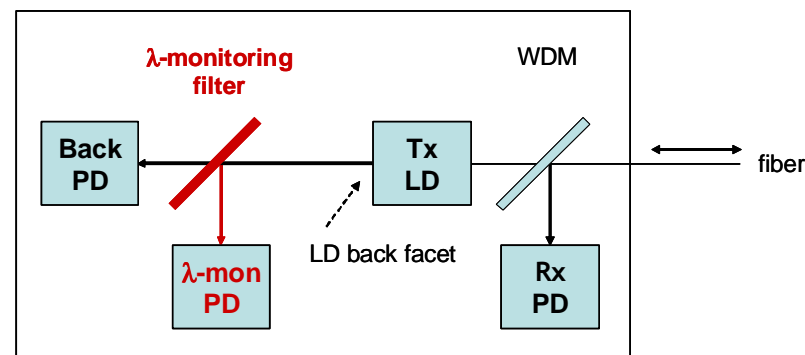 λ-monitoring
filter
WDM
Back
PD
Tx
LD
fiber
LD back facet
λ-mon
PD
Rx
PD